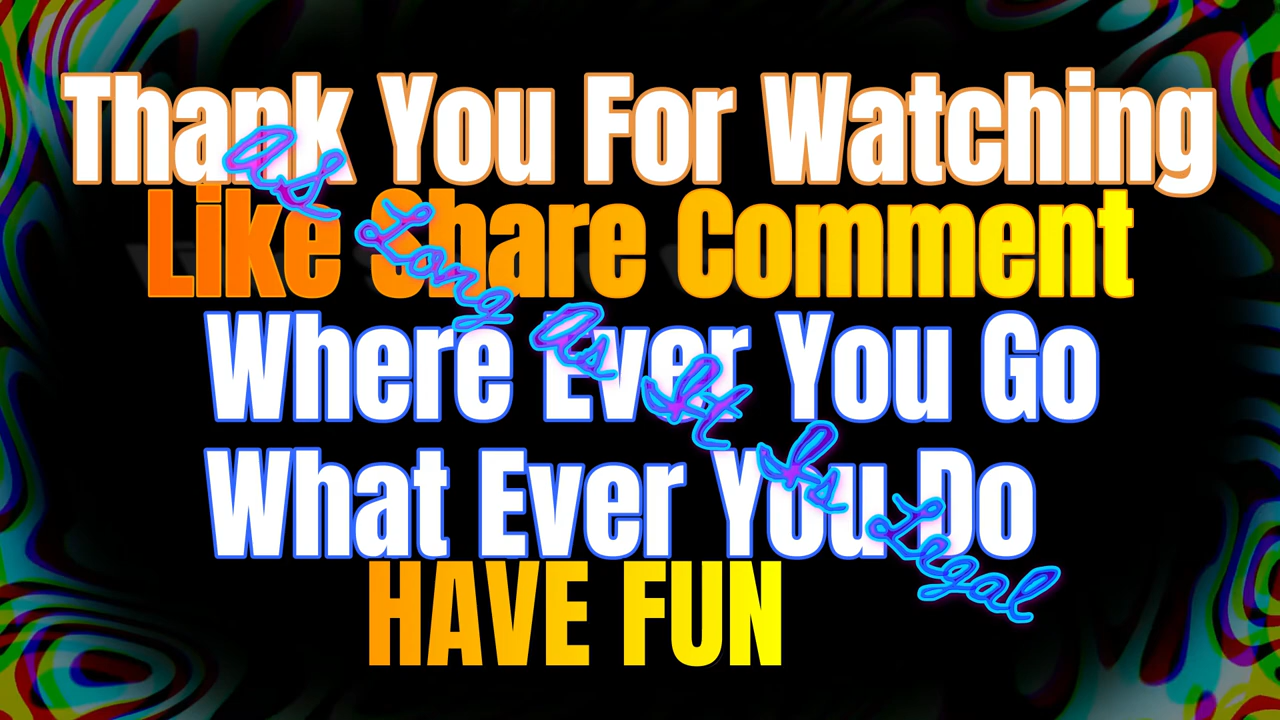 Thank You For Watching
Like Share Comment
Where Ever You Go
What Ever You Do
HAVE FUN
As Long As It Is Legal